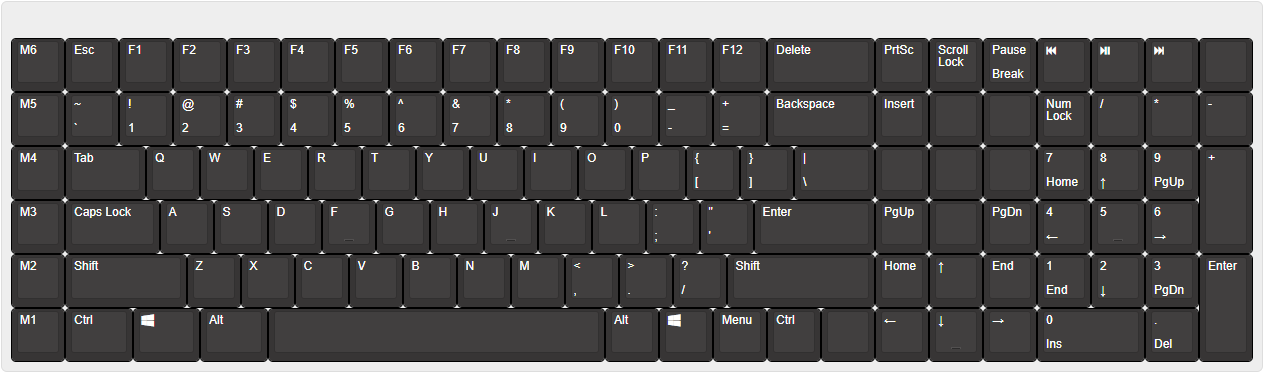 M6 Esc F1 F2 F3 F4 F5 F6 F7 F8 F9 F10 F11 F12 Delete PrtSc Scroll Lock Pause Break ⏮ ⏯ ⏭
M5 ~ ` ! 1 @ 2 # 3 $ 4 % 5 ^ 6 & 7 * 8 ( 9 ) 0 _ - + = Backspace Insert Num Lock / * -
M4 Tab Q W E R T Y U I O P { [ } ] | \ 7 Home 8 ↑ 9 PgUp +
M3 Caps Lock A S D F _ G H J _ K L : ; " ' Enter PgUp PgDn 4 ← 5 _ 6 →
M2 Shift Z X C V B N M < , > . ? / Shift Home ↑ End 1 End 2 ↓ 3 PgDn Enter
M1 Ctrl Alt Alt Menu Ctrl ← ↓ _ → 0 Ins . Del